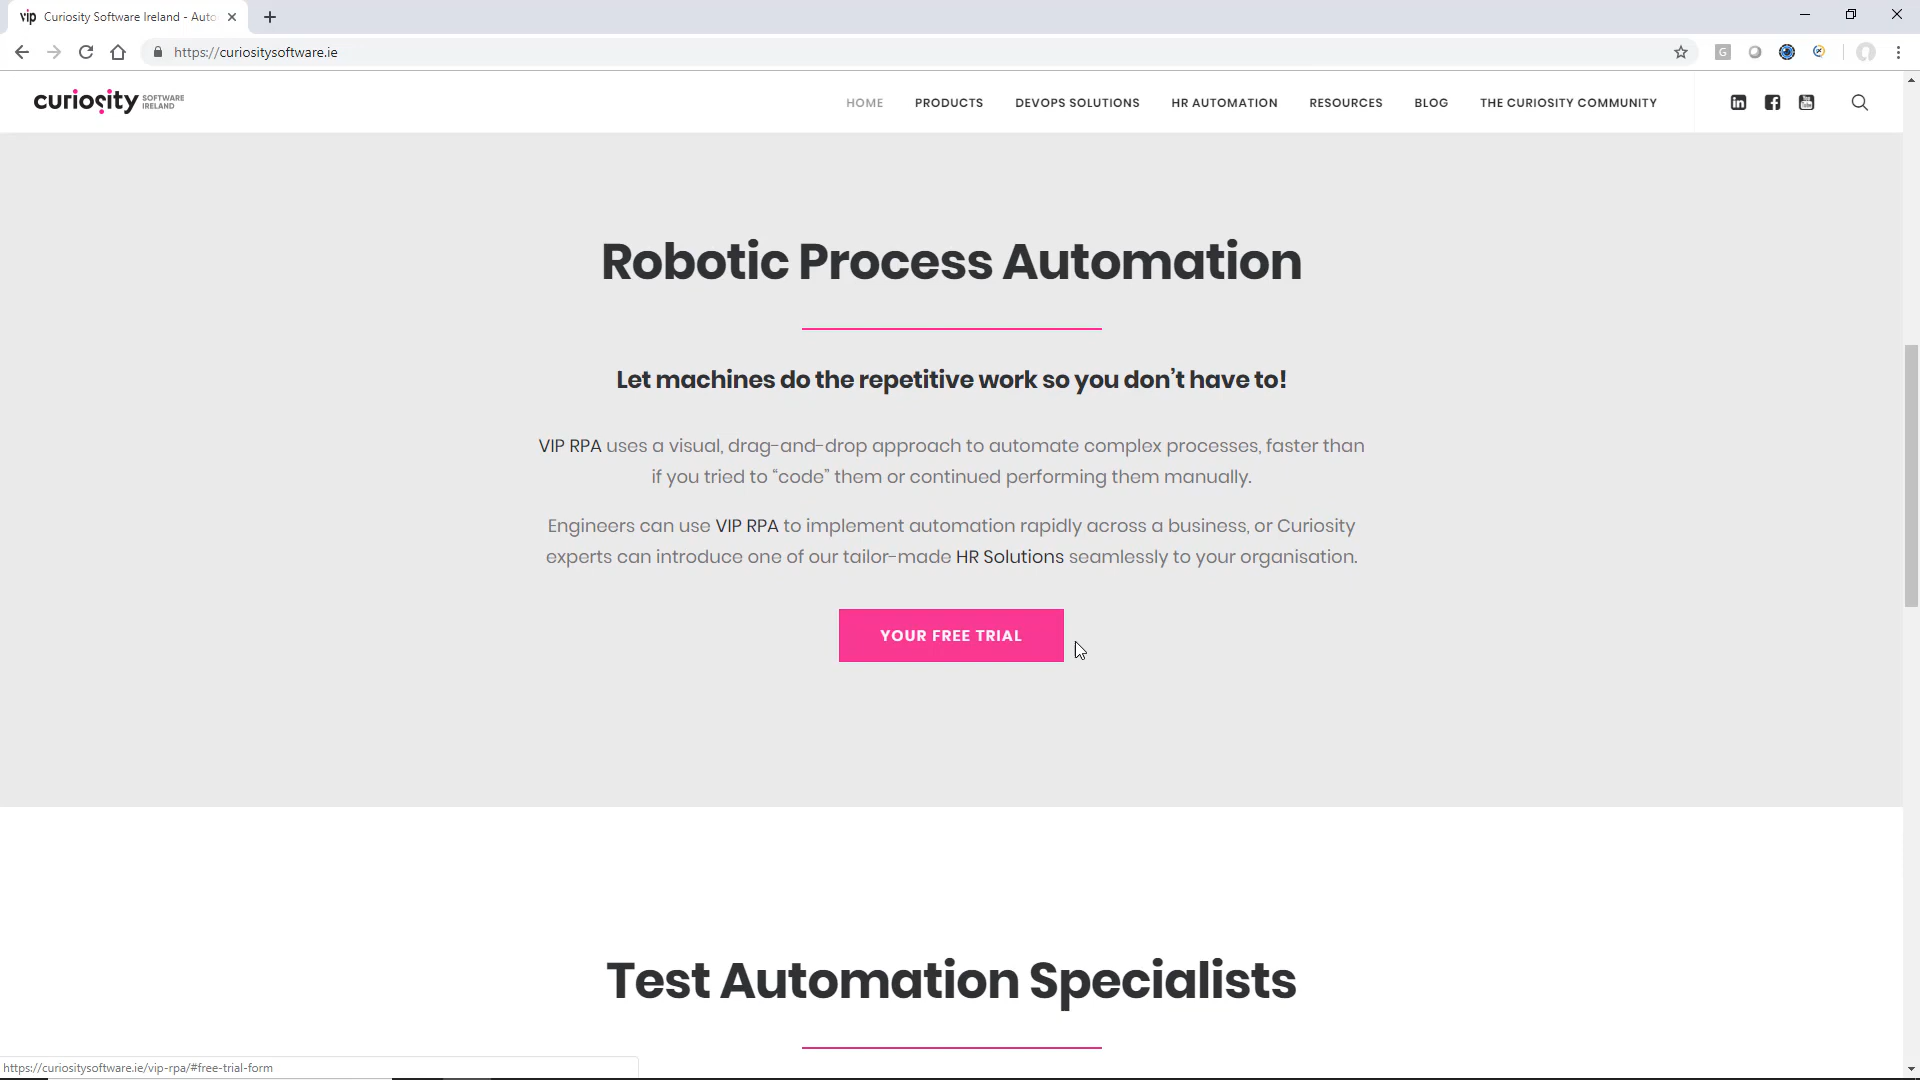 vip Curiosity Software Ireland - Auto
https://curiositysoftware.ie
curiosity SOFTWARE IRELAND
HOME
PRODUCTS
DEVOPS SOLUTIONS
HR AUTOMATION
RESOURCES
BLOG
THE CURIOSITY COMMUNITY
Robotic Process Automation
Let machines do the repetitive work so you don’t have to!
VIP RPA uses a visual, drag-and-drop approach to automate complex processes, faster than
if you tried to “code” them or continued performing them manually.
Engineers can use VIP RPA to implement automation rapidly across a business, or Curiosity
experts can introduce one of our tailor-made HR Solutions seamlessly to your organisation.
YOUR FREE TRIAL
Test Automation Specialists
https://curiositysoftware.ie/vip-rpa/#free-trial-form